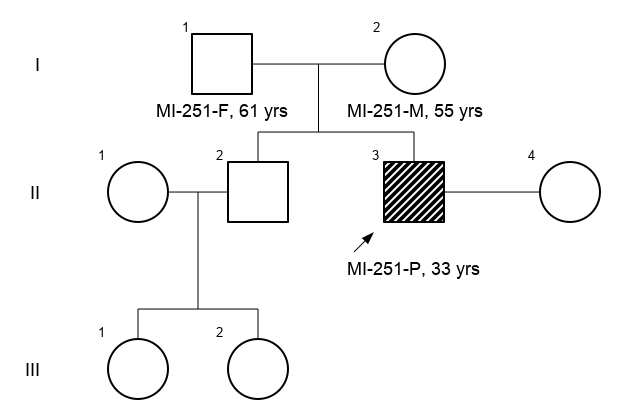 1 2
I
MI-251-F, 61 yrs MI-251-M, 55 yrs
1 2 3 4
II
MI-251-P, 33 yrs
1 2
III